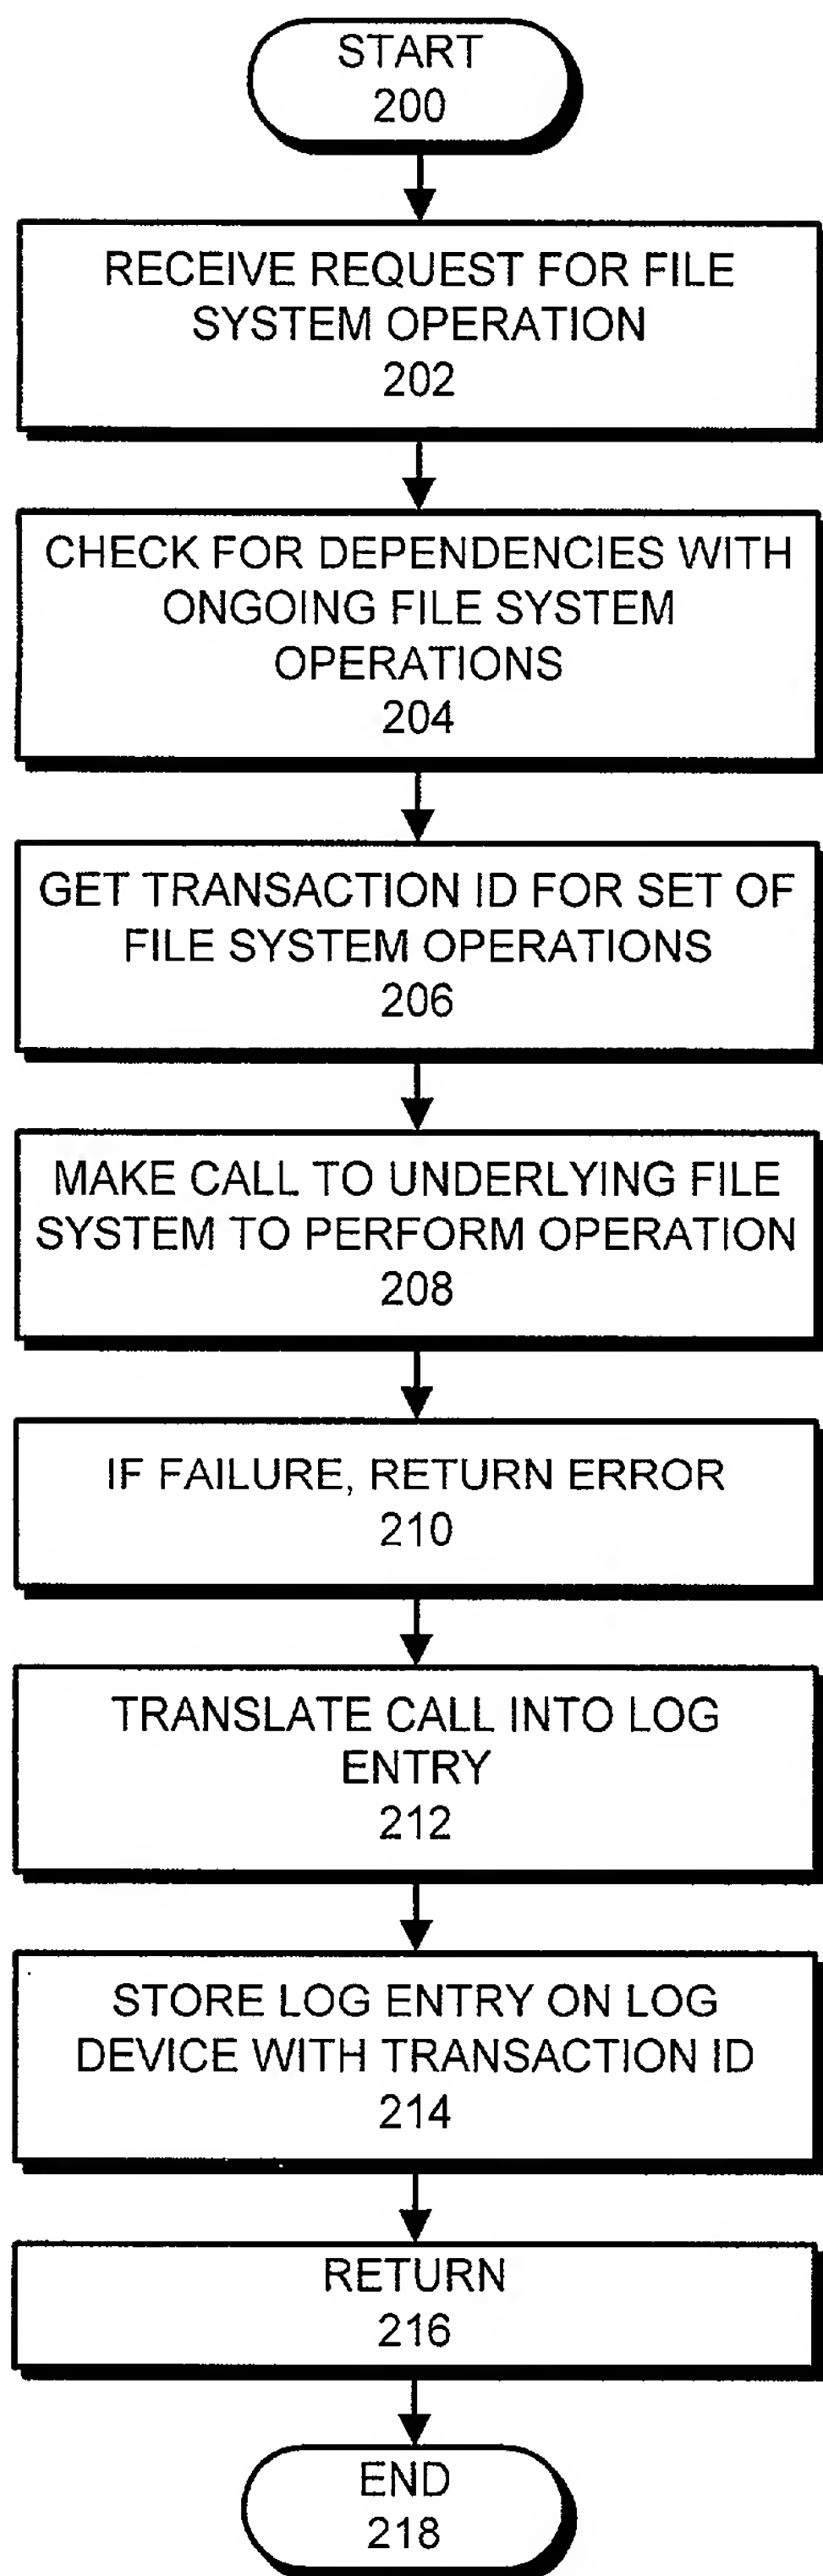 START
200
RECEIVE REQUEST FOR FILE
SYSTEM OPERATION
202
CHECK FOR DEPENDENCIES WITH
ONGOING FILE SYSTEM
OPERATIONS
204
GET TRANSACTION ID FOR SET OF
FILE SYSTEM OPERATIONS
206
MAKE CALL TO UNDERLYING FILE
SYSTEM TO PERFORM OPERATION
208
IF FAILURE, RETURN ERROR
210
TRANSLATE CALL INTO LOG
ENTRY
212
STORE LOG ENTRY ON LOG
DEVICE WITH TRANSACTION ID
214
RETURN
216
END
218